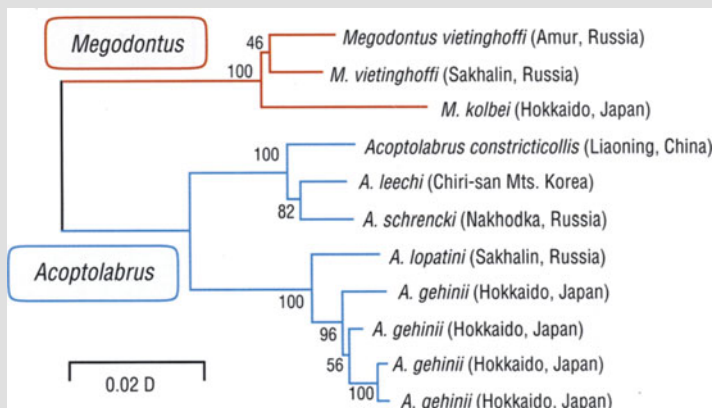 Megodontus
46
100
Megodontus vietinghoffi (Amur, Russia)
M. vietinghoffi (Sakhalin, Russia)
M. kolbei (Hokkaido, Japan)
100
Acoptolabrus constricticollis (Liaoning, China)
A. leechi (Chiri-san Mts. Korea)
82
A. schrencki (Nakhodka, Russia)
Acoptolabrus
A. lopatini (Sakhalin, Russia)
100
A. gehinii (Hokkaido, Japan)
96
A. gehinii (Hokkaido, Japan)
56
A. gehinii (Hokkaido, Japan)
100
A. gehinii (Hokkaido, Japan)
0.02 D